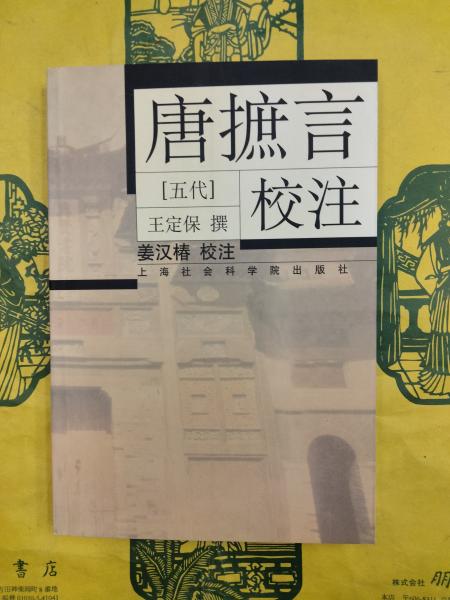 唐摭言
校注
[五代]
王定保 撰
姜汉椿 校注
上海社会科学院出版社
書店
株式会社